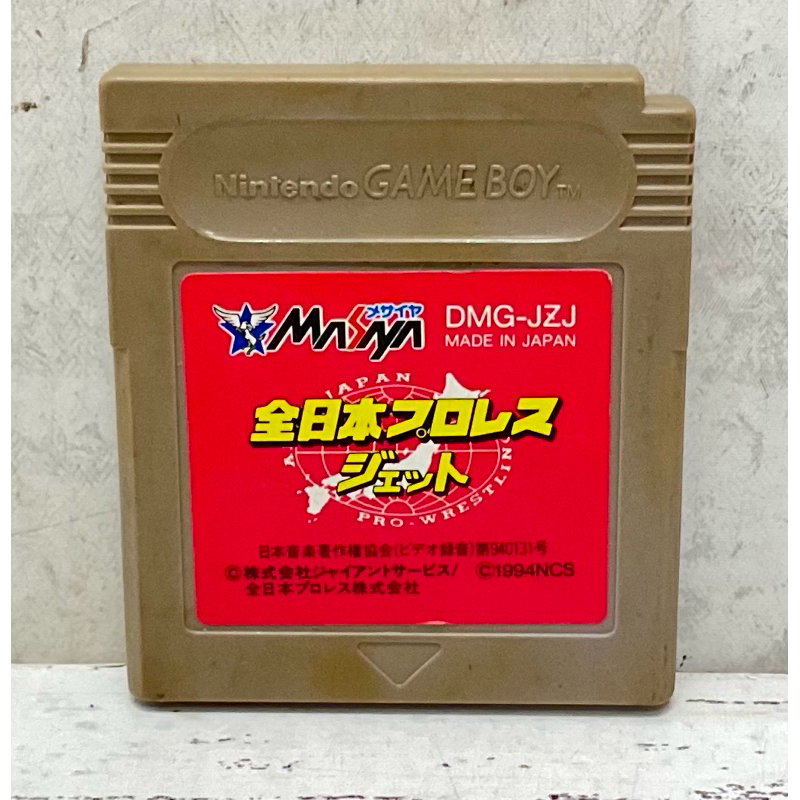 Nintendo GAME BOY™
メサイヤ
MASAYA
DMG-JZJ
MADE IN JAPAN
ALL JAPAN
全日本プロレス
ジェット
PRO-WRESTLING
日本音楽著作権協会(ビデオ録音)第940131号
©株式会社ジャイアントサービス/ ©1994NCS
全日本プロレス株式会社